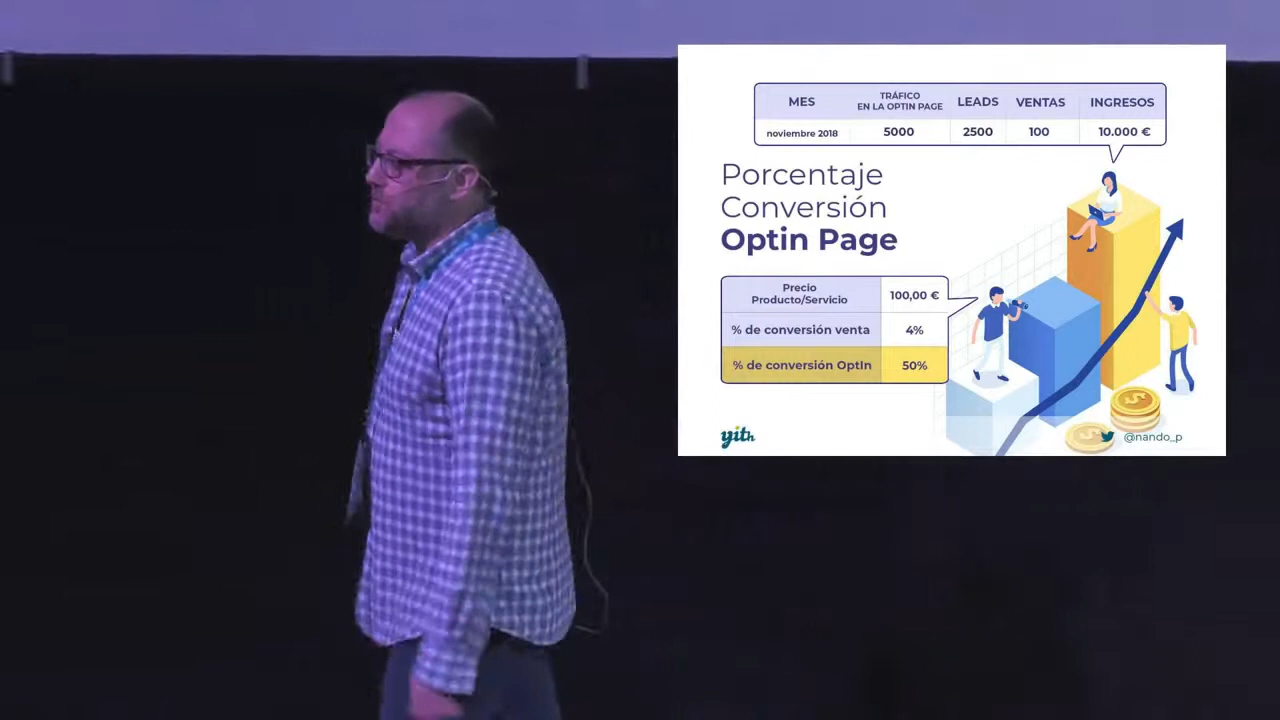 MES TRÁFICO EN LA OPTIN PAGE LEADS VENTAS INGRESOS
noviembre 2018 5000 2500 100 10.000 €
Porcentaje
Conversión
Optin Page
Precio
Producto/Servicio 100,00 €
% de conversión venta 4%
% de conversión OptIn 50%
yith
@nando_p